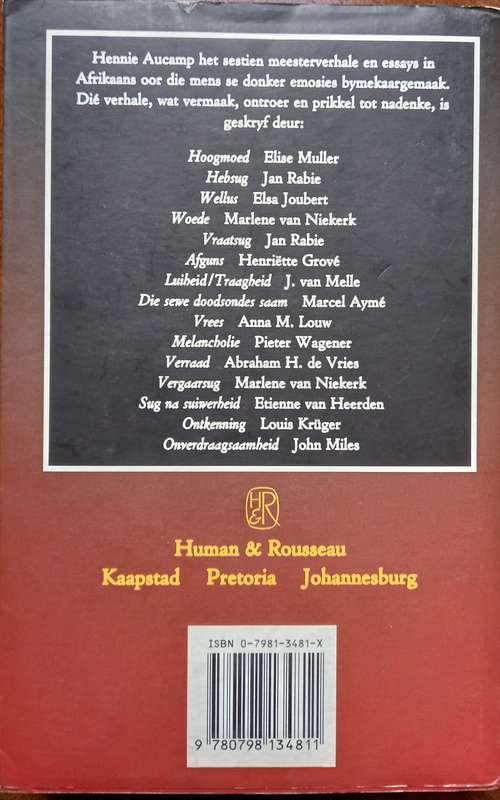 Hennie Aucamp het sestien meesterverhale en essays in
Afrikaans oor die mens se donker emosies bymekaargemaak.
Dié verhale, wat vermaak, ontroer en prikkel tot nadenke, is
geskryf deur:
Hoogmoed Elise Muller
Hebsug Jan Rabie
Wellus Elsa Joubert
Woede Marlene van Niekerk
Vraatsug Jan Rabie
Afguns Henriëtte Grové
Luiheid/Traagheid J. van Melle
Die sewe doodsondes saam Marcel Aymé
Vrees Anna M. Louw
Melancholie Pieter Wagener
Verraad Abraham H. de Vries
Vergaarsug Marlene van Niekerk
Sug na suiwerheid Etienne van Heerden
Ontkenning Louis Krüger
Onverdraagsaamheid John Miles
H&R
Human & Rousseau
Kaapstad Pretoria Johannesburg
ISBN 0-7981-3481-X
9 780798 134811